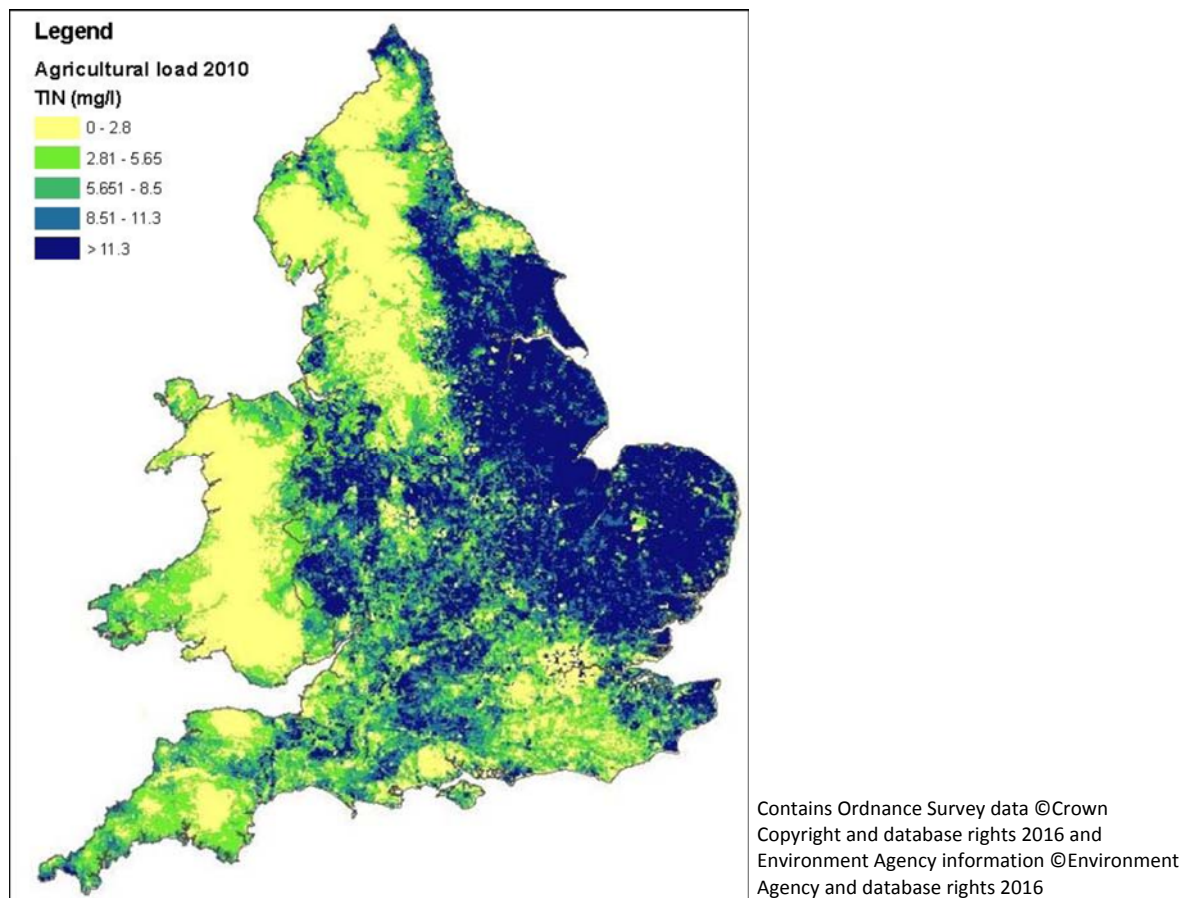 Legend
Agricultural load 2010
TIN (mg/l)
0 - 2.8
2.81 - 5.65
5.651 - 8.5
8.51 - 11.3
> 11.3
Contains Ordnance Survey data ©Crown
Copyright and database rights 2016 and
Environment Agency information ©Environment
Agency and database rights 2016